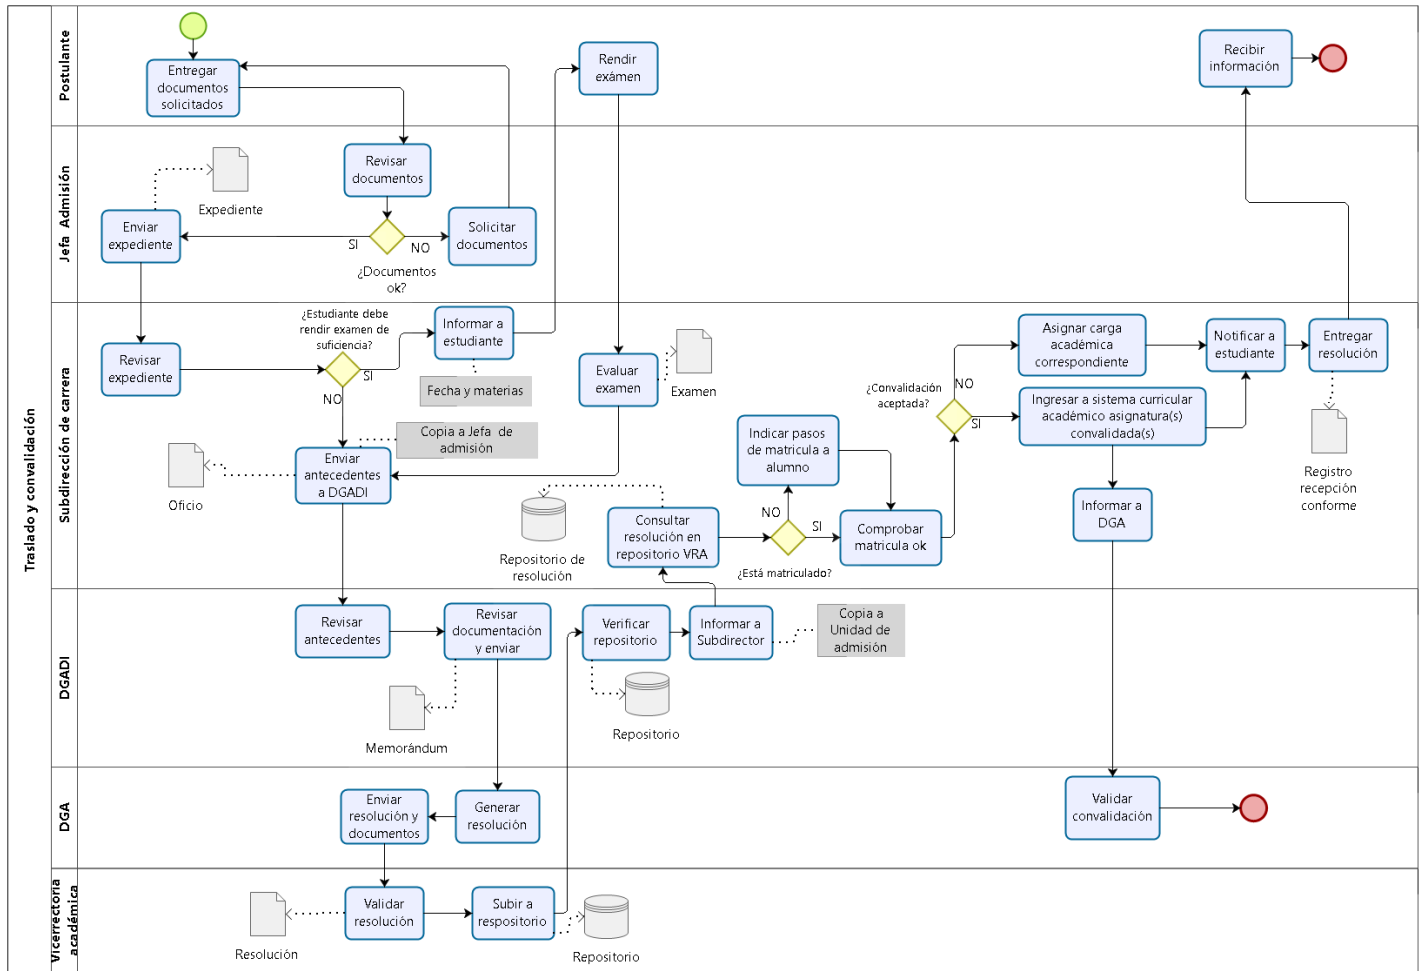 Traslado y convalidación
Postulante
Entregar
documentos
solicitados
Rendir
exámen
Recibir
información
Jefa  Admisión
Revisar
documentos
Expediente
Enviar
expediente
SI
NO
Solicitar
documentos
¿Documentos
ok?
Subdirección de carrera
¿Estudiante debe
rendir examen de
suficiencia?
Informar a
estudiante
Revisar
expediente
SI
NO
Fecha y materias
Evaluar
examen
Examen
Copia a Jefa  de
admisión
Enviar
antecedentes
a DGADI
Oficio
Repositorio de
resolución
Consultar
resolución en
repositorio VRA
Indicar pasos
de matricula a
alumno
NO
SI
¿Está matriculado?
Comprobar
matricula ok
¿Convalidación
aceptada?
NO
SI
Asignar carga
académica
correspondiente
Ingresar a sistema curricular
académico asignatura(s)
convalidada(s)
Notificar a
estudiante
Entregar
resolución
Registro
recepción
conforme
Informar a
DGA
DGADI
Revisar
antecedentes
Revisar
documentación
y enviar
Memorándum
Verificar
repositorio
Repositorio
Informar a
Subdirector
Copia a
Unidad de
admisión
DGA
Enviar
resolución y
documentos
Generar
resolución
Validar
convalidación
Vicerrectoria
académica
Resolución
Validar
resolución
Subir a
respositorio
Repositorio